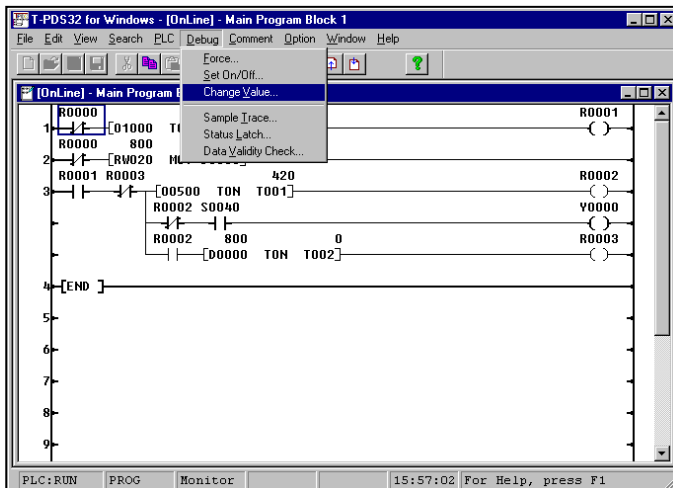 T-PDS32 for Windows - [OnLine] - Main Program Block 1
File Edit View Search PLC Debug Comment Option Window Help
Force...
Set On/Off...
Change Value...
Sample Trace...
Status Latch...
Data Validity Check...
[OnLine] - Main Program
R0000 R0001
1 [01000
R0000 800
2 [RW020
R0001 R0003 420 R0002
3 [00500 TON T001]
R0002 S0040 Y0000
R0002 800 0 R0003
[D0000 TON T002]
4 [END ]
5
6
7
8
9
PLC:RUN PROG Monitor 15:57:02 For Help, press F1